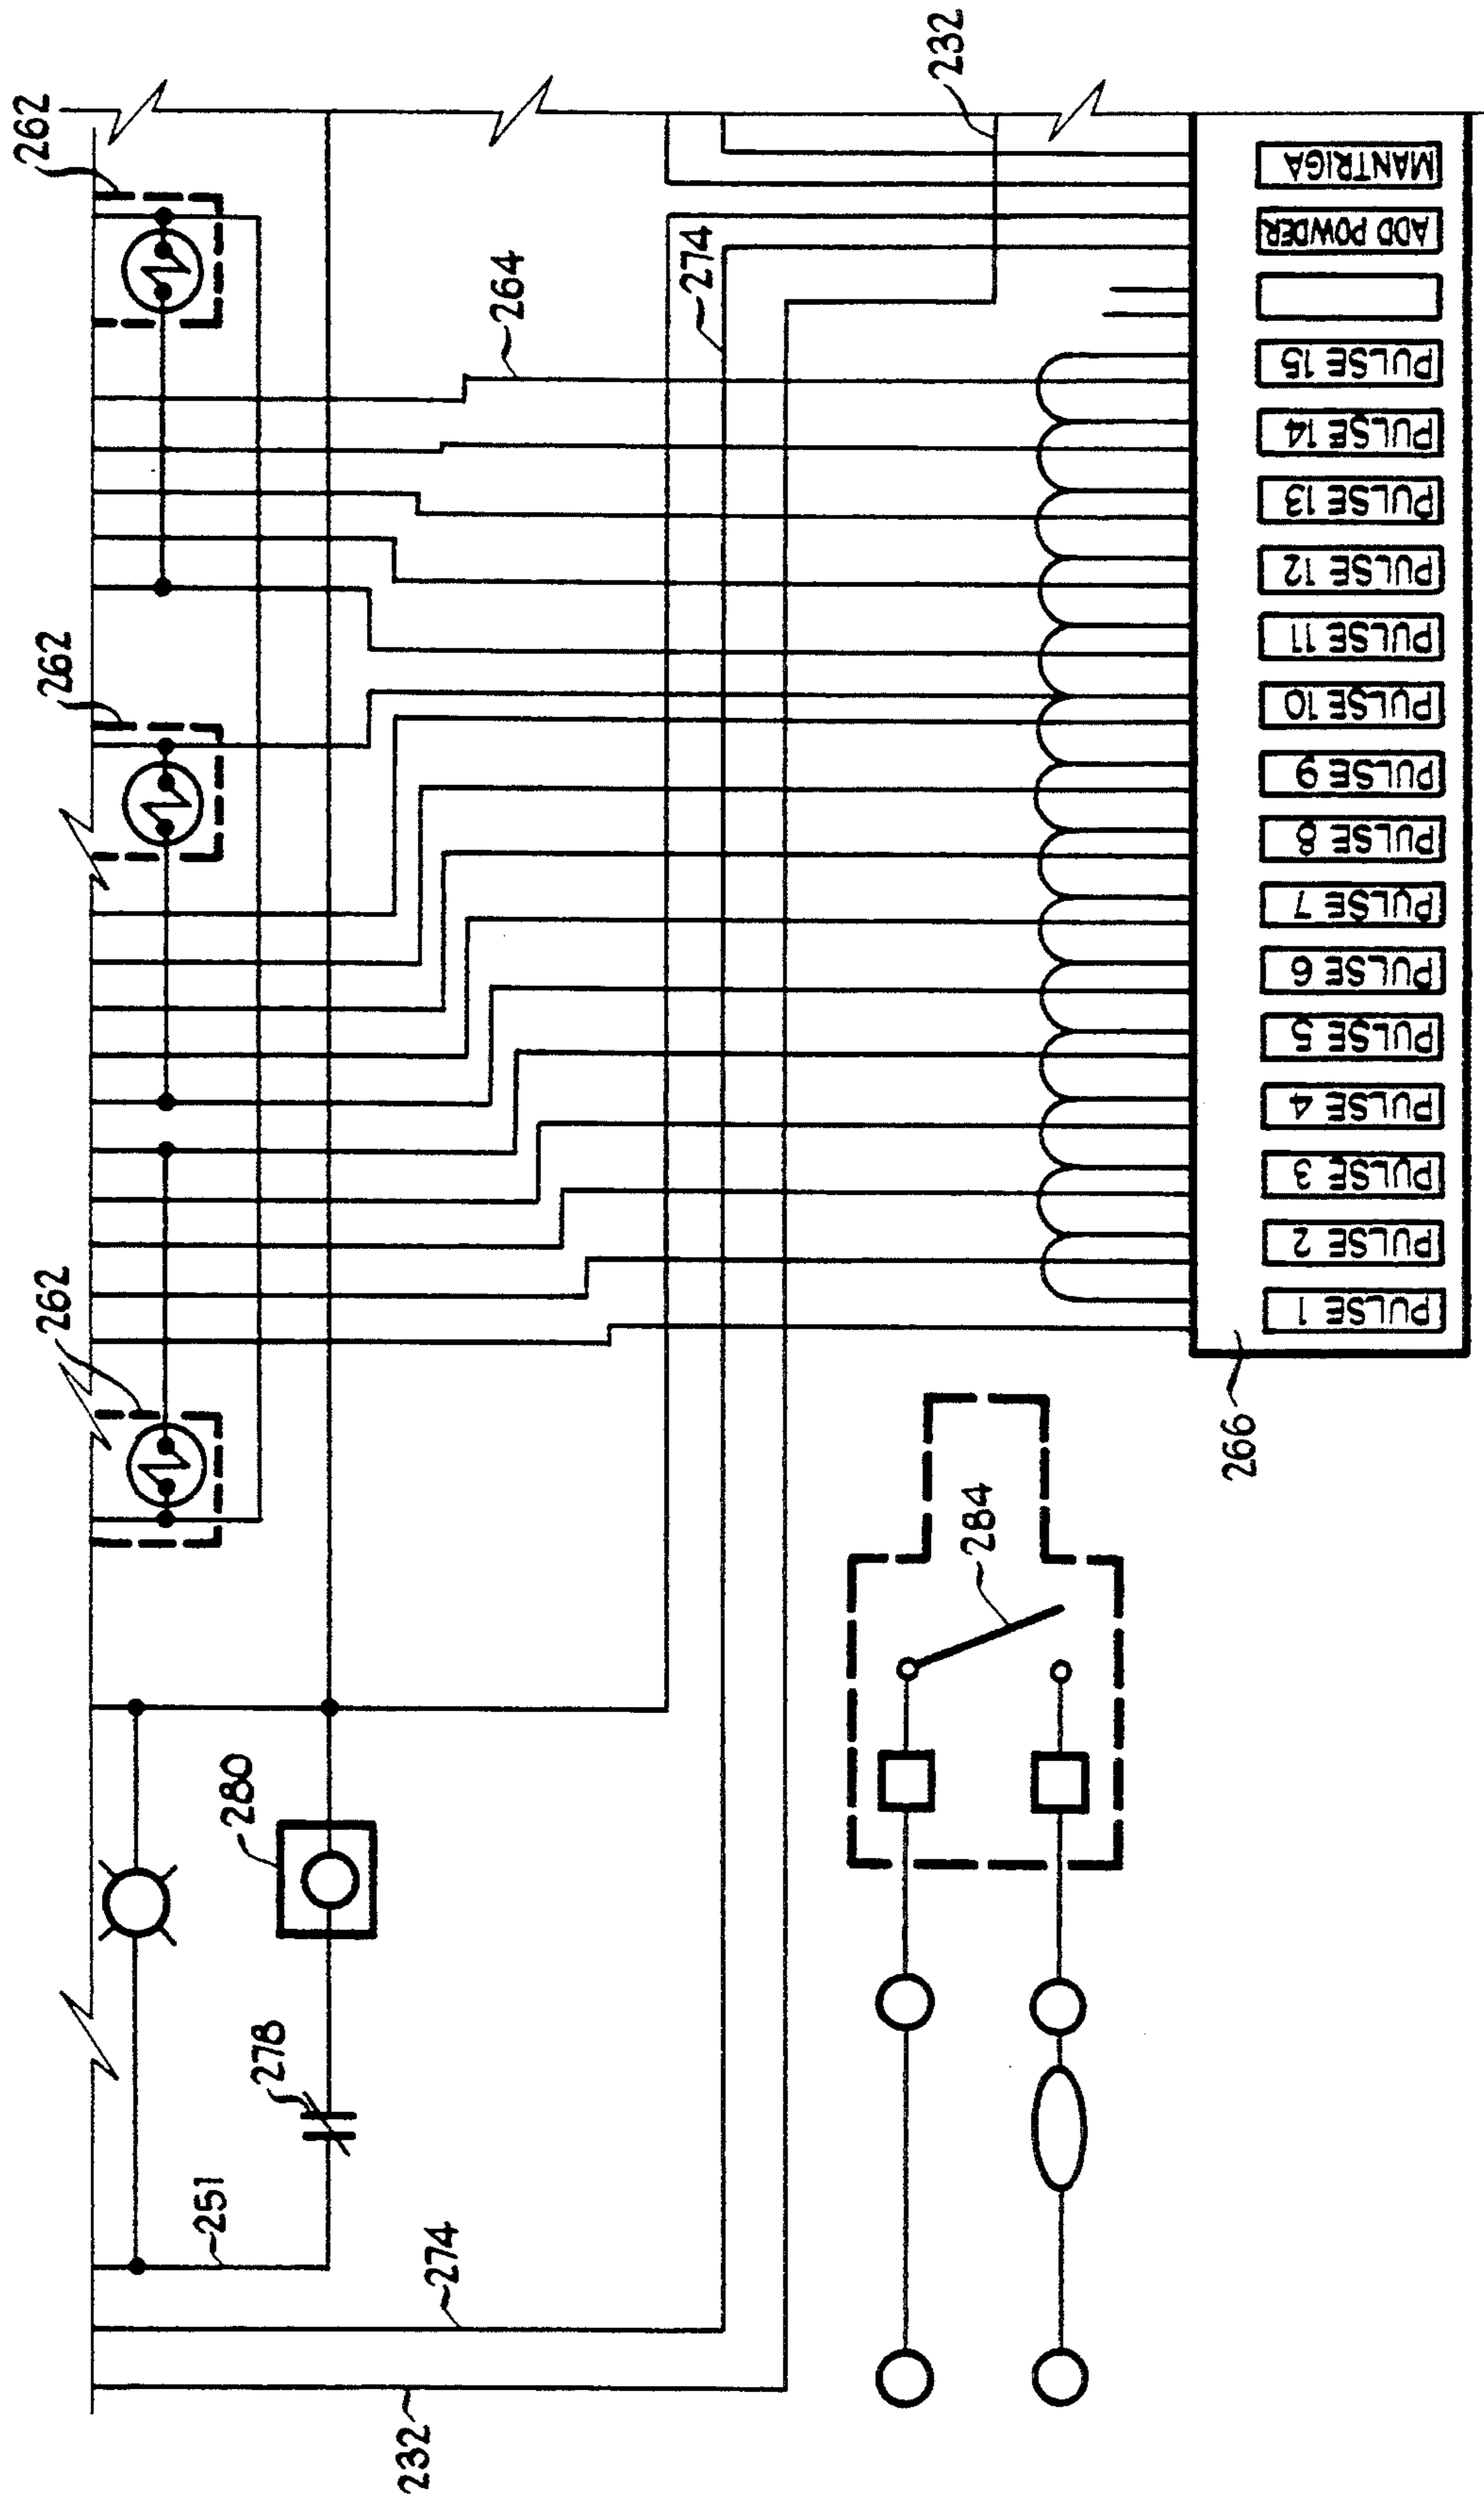 262
262
262
232
264
274
280
278
251
274
232
284
266
PULSE 1
PULSE 2
PULSE 3
PULSE 4
PULSE 5
PULSE 6
PULSE 7
PULSE 8
PULSE 9
PULSE 10
PULSE 11
PULSE 12
PULSE 13
PULSE 14
PULSE 15
ADD POWDER
MANTRIGA